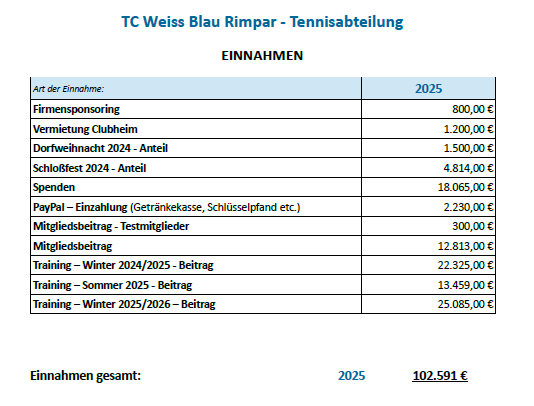 TC Weiss Blau Rimpar - Tennisabteilung
EINNAHMEN
Art der Einnahme: 2025
Firmensponsoring 800,00 €
Vermietung Clubheim 1.200,00 €
Dorfweihnacht 2024 - Anteil 1.500,00 €
Schloßfest 2024 - Anteil 4.814,00 €
Spenden 18.065,00 €
PayPal – Einzahlung (Getränkekasse, Schlüsselpfand etc.) 2.230,00 €
Mitgliedsbeitrag - Testmitglieder 300,00 €
Mitgliedsbeitrag 12.813,00 €
Training – Winter 2024/2025 - Beitrag 22.325,00 €
Training – Sommer 2025 - Beitrag 13.459,00 €
Training – Winter 2025/2026 – Beitrag 25.085,00 €
Einnahmen gesamt: 2025 102.591 €